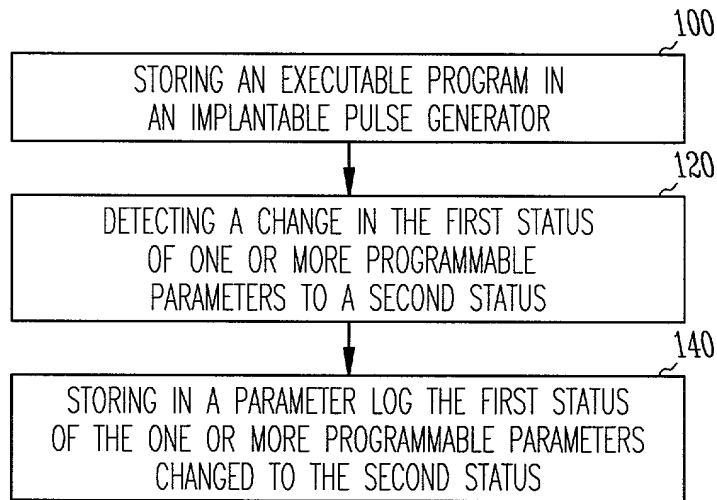 100
STORING AN EXECUTABLE PROGRAM IN
AN IMPLANTABLE PULSE GENERATOR
120
DETECTING A CHANGE IN THE FIRST STATUS
OF ONE OR MORE PROGRAMMABLE
PARAMETERS TO A SECOND STATUS
140
STORING IN A PARAMETER LOG THE FIRST STATUS
OF THE ONE OR MORE PROGRAMMABLE PARAMETERS
CHANGED TO THE SECOND STATUS